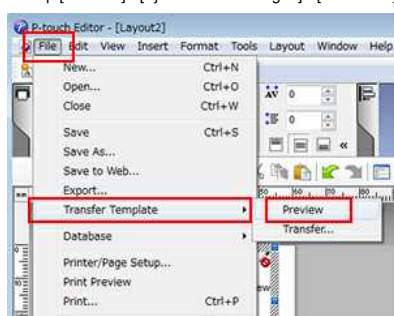 P-touch Editor - [Layout2]
File Edit View Insert Format Tools Layout Window Help
New... Ctrl+N
Open... Ctrl+O
Close Ctrl+W
AV 0
Save Ctrl+S
0
Save As...
Save to Web...
Export...
Transfer Template
Preview
Transfer...
Database
Printer/Page Setup...
Print Preview
Print... Ctrl+P